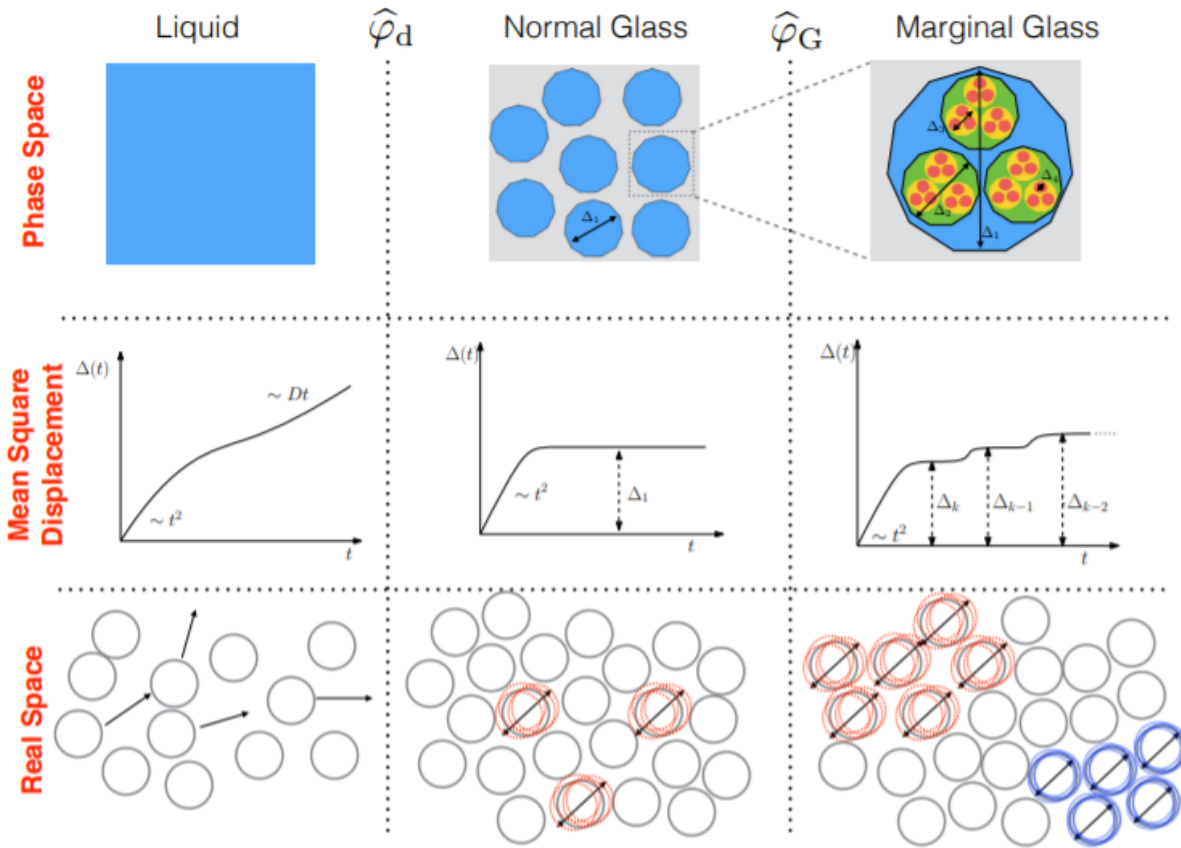 Liquid
φ̂d
Normal Glass
φ̂G
Marginal Glass
Phase Space
Δ1
Δ3
Δ4
Δ2
Δ1
Mean Square
Displacement
Δ(t)
∼ Dt
∼ t²
t
Δ(t)
∼ t²
Δ1
t
Δ(t)
∼ t²
Δk
Δk−1
Δk−2
t
Real Space